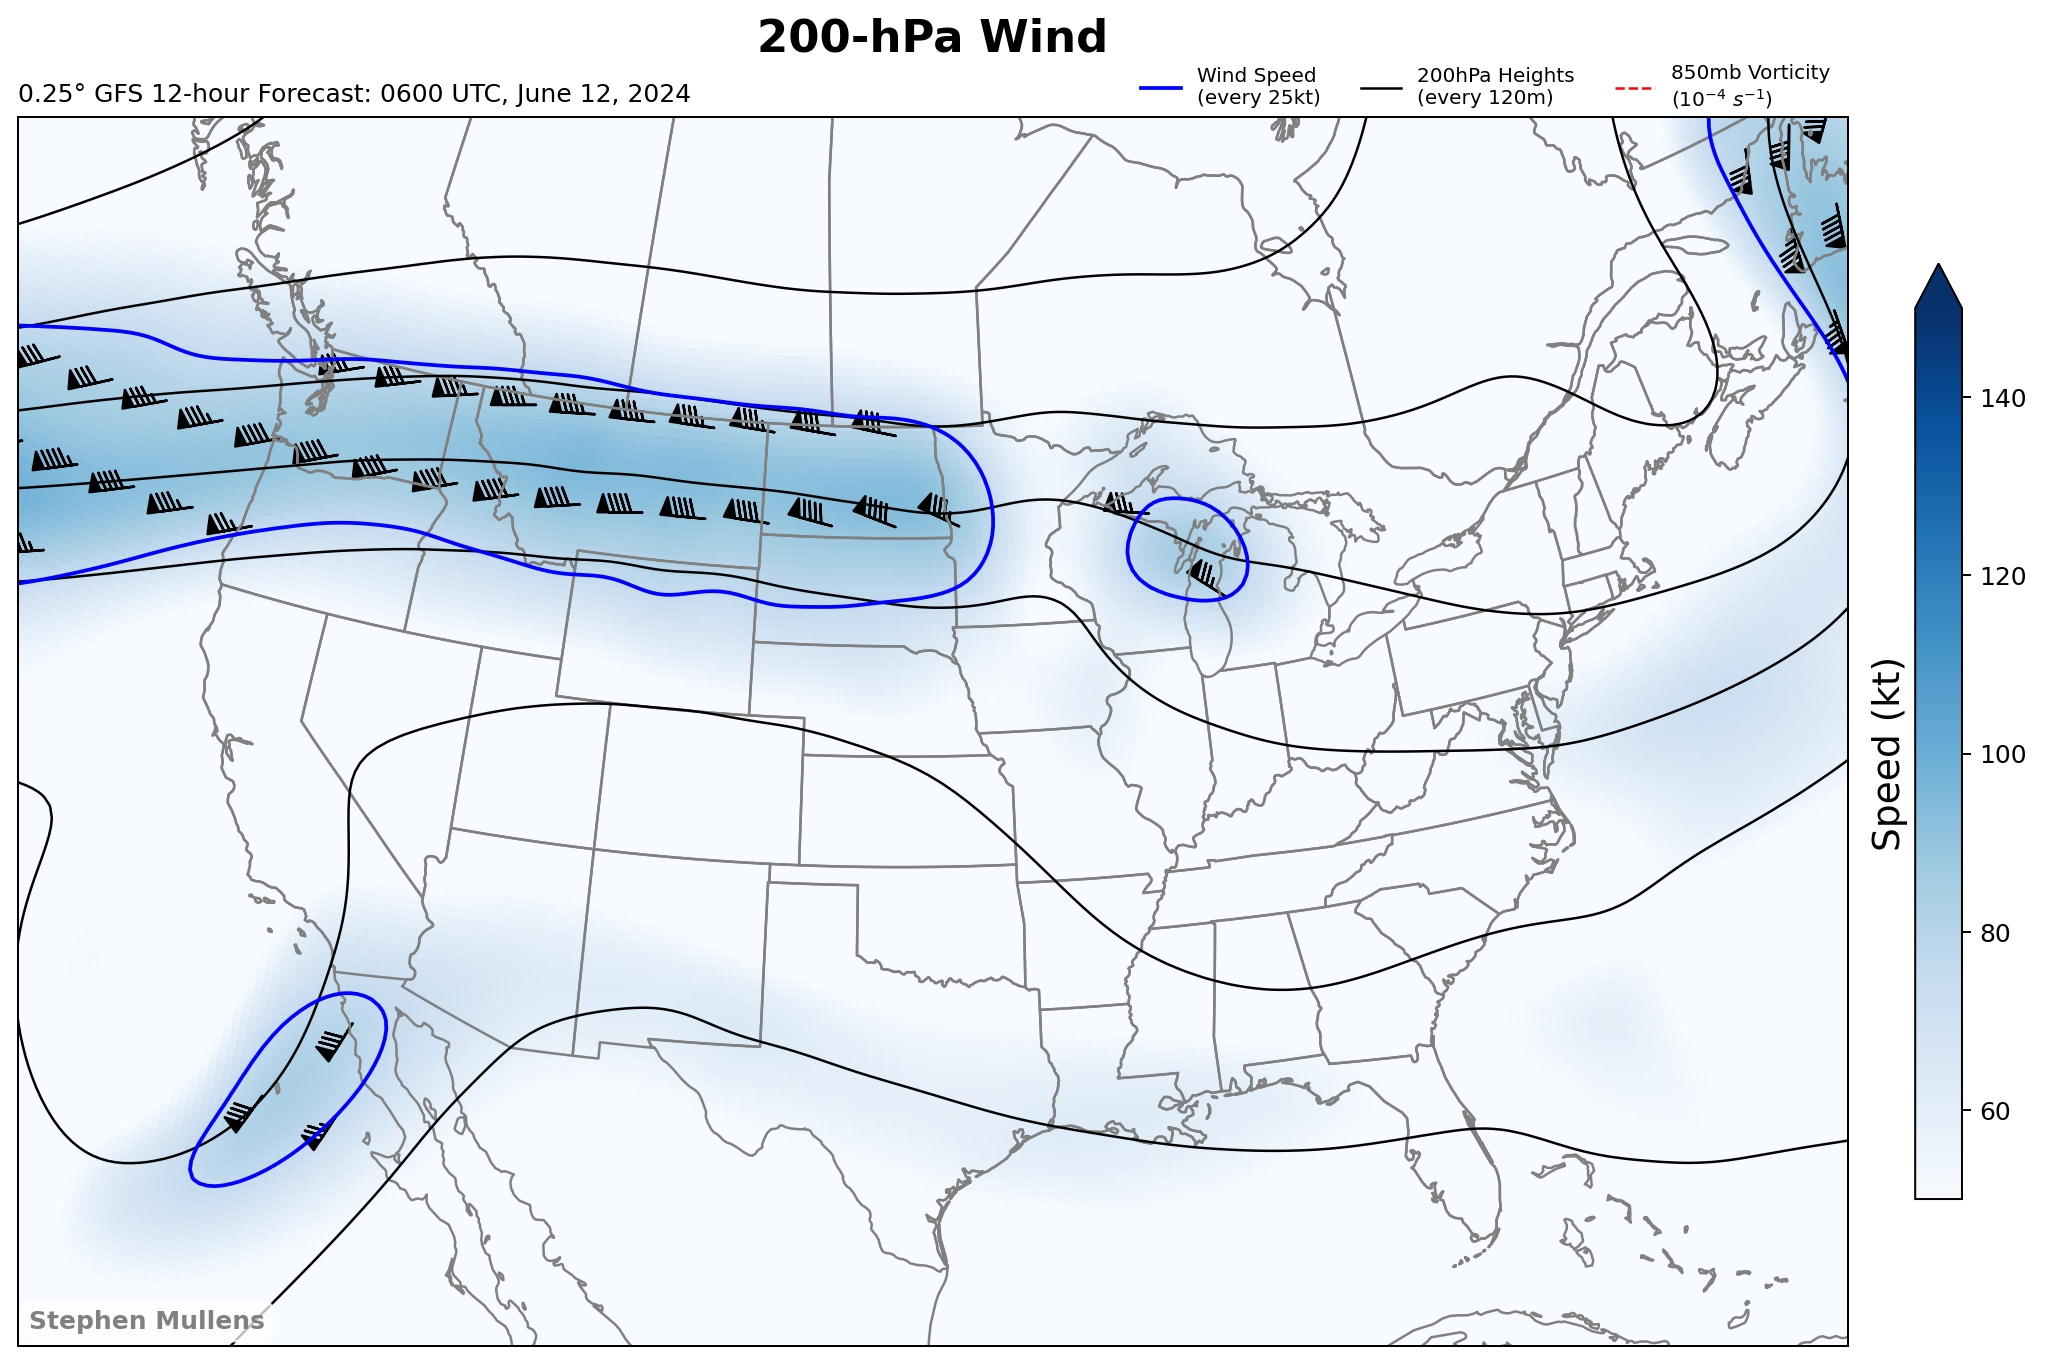 200-hPa Wind
0.25° GFS 12-hour Forecast: 0600 UTC, June 12, 2024
Wind Speed
(every 25kt)
200hPa Heights
(every 120m)
850mb Vorticity
(10⁻⁴ s⁻¹)
140
120
100
80
60
Speed (kt)
Stephen Mullens